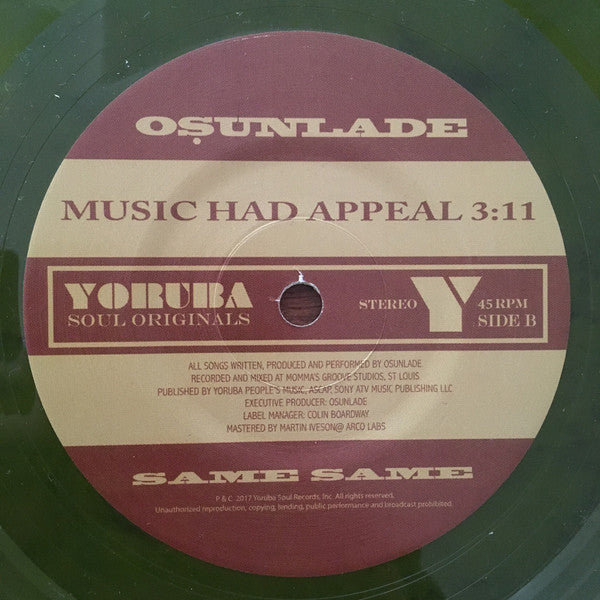 OṢUNLADE
MUSIC HAD APPEAL 3:11
YORUBA
SOUL ORIGINALS
STEREO
Y
45 RPM
SIDE B
ALL SONGS WRITTEN, PRODUCED AND PERFORMED BY OSUNLADE
RECORDED AND MIXED AT MOMMA'S GROOVE STUDIOS, ST LOUIS
PUBLISHED BY YORUBA PEOPLE'S MUSIC, ASCAP, SONY ATV MUSIC PUBLISHING LLC
EXECUTIVE PRODUCER: OSUNLADE
LABEL MANAGER: COLIN BOARDWAY
MASTERED BY MARTIN IVESON@ ARCO LABS
SAME SAME
P & C 2017 Yoruba Soul Records, Inc. All rights reserved.
Unauthorized reproduction, copying, lending, public performance and broadcast prohibited.